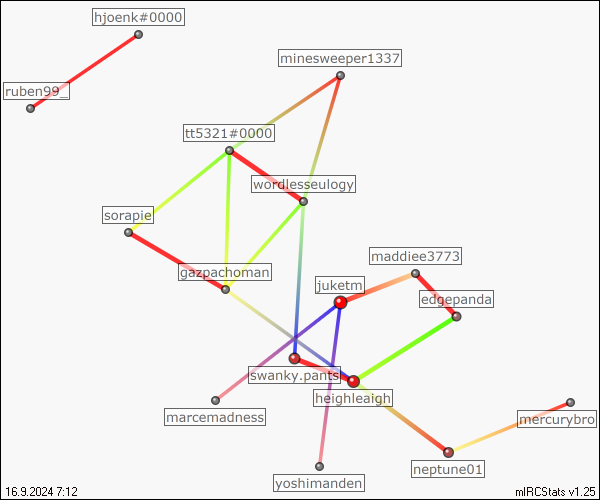 hjoenk#0000
minesweeper1337
ruben99_
tt5321#0000
wordlesseulogy
sorapie
maddiee3773
gazpachoman
juketm
edgepanda
swanky.pants
heighleaigh
marcemadness
mercurybro
neptune01
yoshimanden
16.9.2024 7:12
mIRCStats v1.25